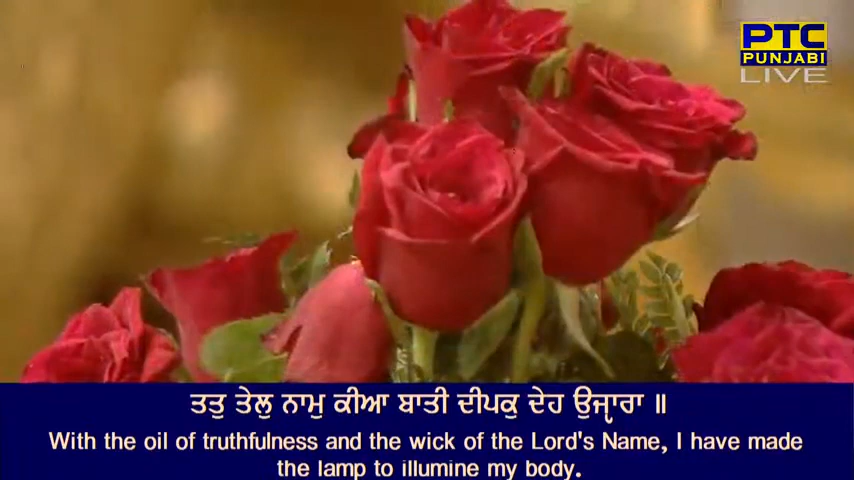 PTC
PUNJABI
LIVE
ਤਤੁ ਤੇਲੁ ਨਾਮੁ ਕੀਆ ਬਾਤੀ ਦੀਪਕੁ ਦੇਹ ਉਜ੍ਯਾਰਾ ॥
With the oil of truthfulness and the wick of the Lord's Name, I have made
the lamp to illumine my body.